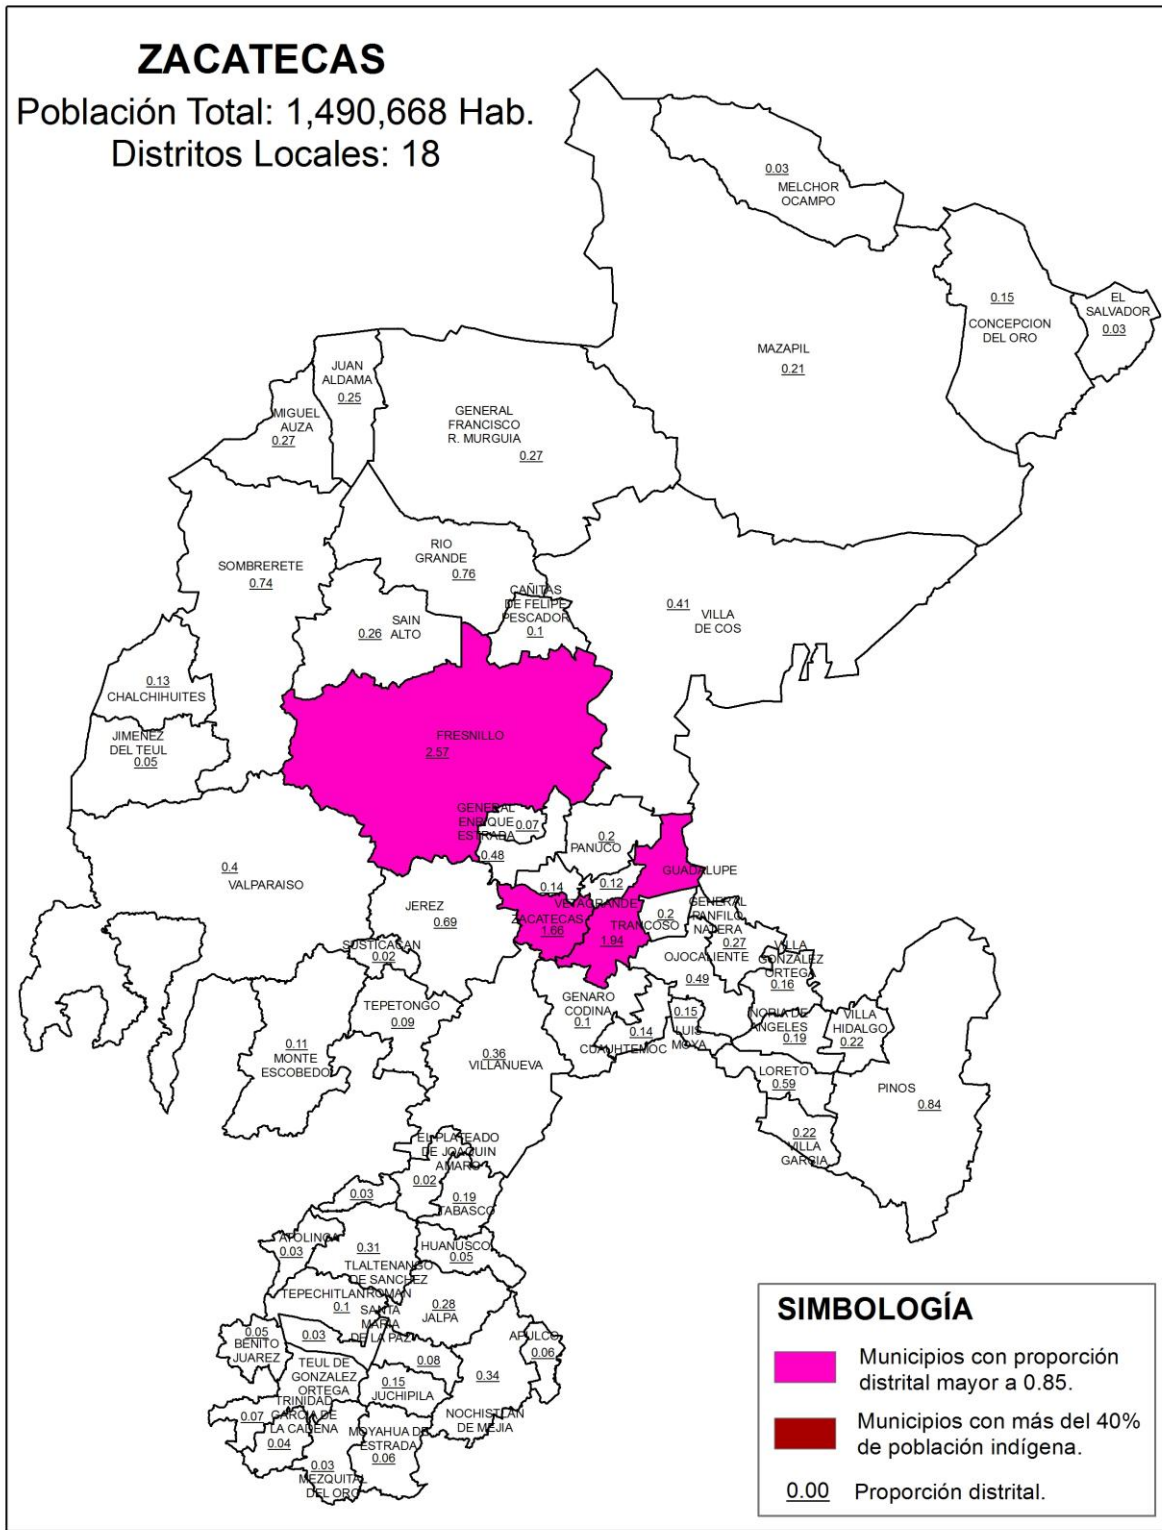 ZACATECAS
Población Total: 1,490,668 Hab.
Distritos Locales: 18
0.03
MELCHOR
OCAMPO
0.15
CONCEPCION
DEL ORO
EL
SALVADOR
0.03
MAZAPIL
0.21
JUAN
ALDAMA
0.25
MIGUEL
AUZA
0.27
GENERAL
FRANCISCO
R. MURGUIA
0.27
SOMBRERETE
0.74
RIO
GRANDE
0.76
CAÑITAS
DE FELIPE
PESCADOR
0.1
0.41
VILLA
DE COS
SAIN
ALTO
0.26
0.13
CHALCHIHUITES
JIMENEZ
DEL TEUL
0.05
FRESNILLO
2.57
GENERAL
ENRIQUE
ESTRADA
0.07
0.48
0.2
PANUCO
GUADALUPE
0.4
VALPARAISO
0.14
0.12
VETAGRANDE
ZACATECAS
1.66
JEREZ
0.69
0.2
TRANCOSO
1.94
GENERAL
PANFILO
NATERA
0.27
SUSTICACAN
0.02
OJOCALIENTE
0.49
VILLA
GONZALEZ
ORTEGA
0.16
TEPETONGO
0.09
GENARO
CODINA
0.1
0.14
CUAUHTEMOC
0.15
LUIS
MOYA
NORIA DE
ANGELES
0.19
VILLA
HIDALGO
0.22
0.11
MONTE
ESCOBEDO
0.36
VILLANUEVA
LORETO
0.59
PINOS
0.84
0.22
VILLA
GARCIA
EL PLATEADO
DE JOAQUIN
AMARO
0.02
0.03
0.19
TABASCO
ATOLINGA
0.03
0.31
TLALTENANGO
DE SANCHEZ
ROMAN
HUANUSCO
0.05
TEPECHITLAN
0.1
SANTA
MARIA
DE LA PAZ
0.03
0.28
JALPA
0.05
BENITO
JUAREZ
APULCO
0.06
0.08
TEUL DE
GONZALEZ
ORTEGA
0.07
0.15
JUCHIPILA
0.34
NOCHISTLAN
DE MEJIA
TRINIDAD
GARCIA DE
LA CADENA
0.04
MOYAHUA DE
ESTRADA
0.06
0.03
MEZQUITAL
DEL ORO
SIMBOLOGÍA
Municipios con proporción
distrital mayor a 0.85.
Municipios con más del 40%
de población indígena.
0.00 Proporción distrital.